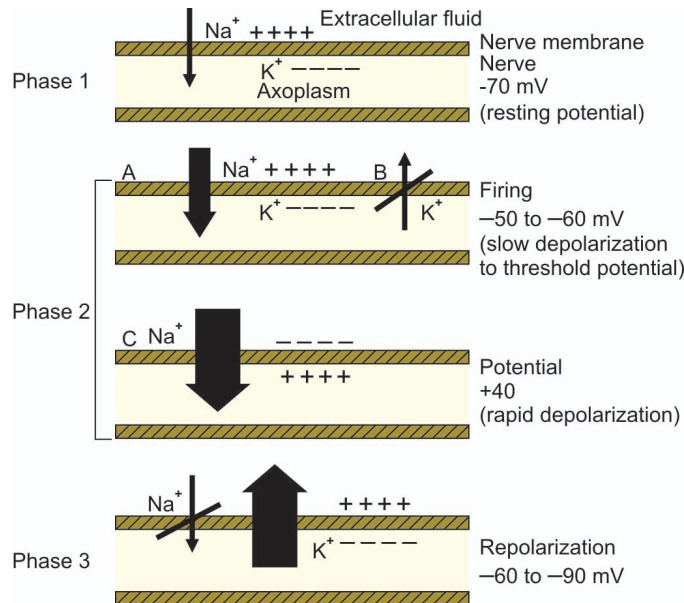 Extracellular fluid
Na+ ++++
Nerve membrane
Phase 1
K+ – – – –
Nerve
Axoplasm
-70 mV
(resting potential)
A
Na+ ++++
B
Firing
K+ – – – –
K+
–50 to –60 mV
(slow depolarization
to threshold potential)
Phase 2
C Na+
– – – –
++++
Potential
+40
(rapid depolarization)
Na+
++++
Phase 3
K+ – – – –
Repolarization
–60 to –90 mV